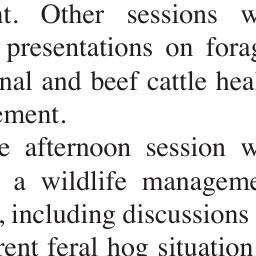 nt. Other sessions w
presentations on forag
nal and beef cattle heal
ement.
e afternoon session w
a wildlife manageme
, including discussions
rent feral hog situation